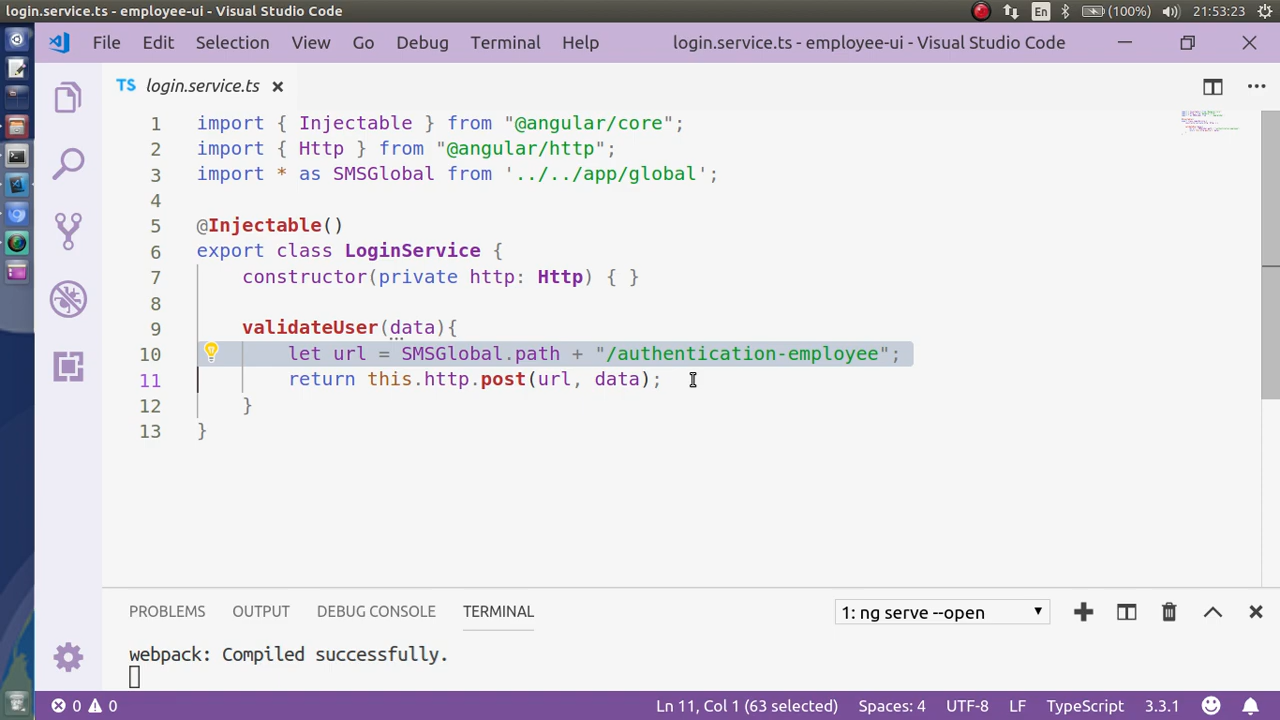 login.service.ts - employee-ui - Visual Studio Code
En
(100%)
21:53:23
File Edit Selection View Go Debug Terminal Help
login.service.ts - employee-ui - Visual Studio Code
TS login.service.ts
1 import { Injectable } from "@angular/core";
2 import { Http } from "@angular/http";
3 import * as SMSGlobal from '../../app/global';
4
5 @Injectable()
6 export class LoginService {
7 constructor(private http: Http) { }
8
9 validateUser(data){
10 let url = SMSGlobal.path + "/authentication-employee";
11 return this.http.post(url, data);
12 }
13 }
PROBLEMS OUTPUT DEBUG CONSOLE TERMINAL
1: ng serve --open
webpack: Compiled successfully.
0 0
Ln 11, Col 1 (63 selected) Spaces: 4 UTF-8 LF TypeScript 3.3.1